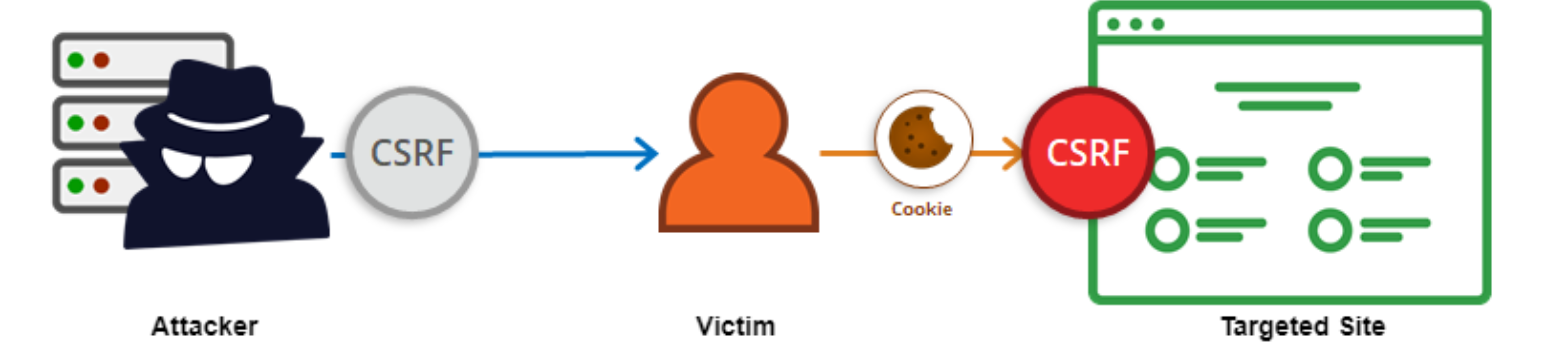 CSRF
CSRF
Cookie
Attacker
Victim
Targeted Site